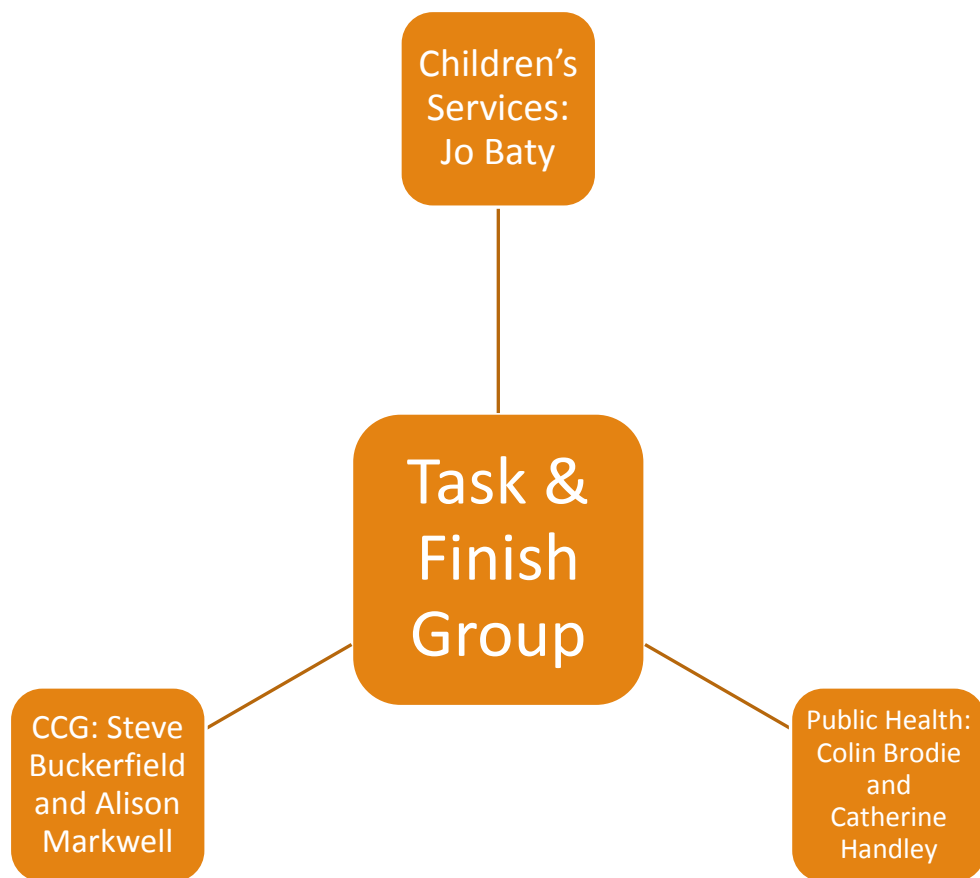 Children’s
Services:
Jo Baty
Task &
Finish
Group
CCG: Steve
Buckerfield
and Alison
Markwell
Public Health:
Colin Brodie
and
Catherine
Handley